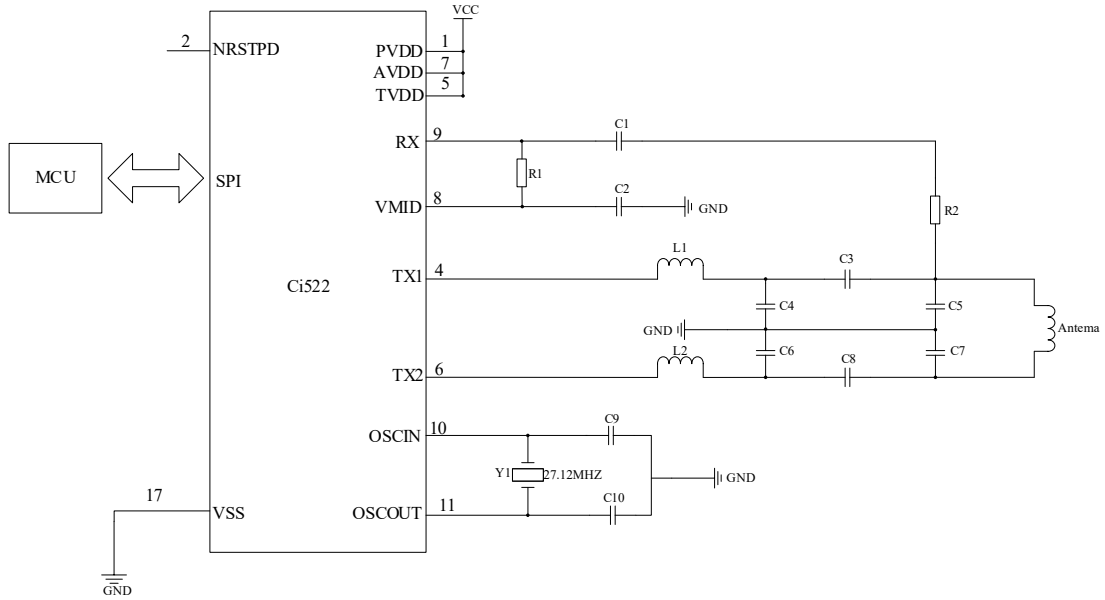 VCC
2
NRSTPD
PVDD
1
AVDD
7
TVDD
5
RX
9
C1
MCU
SPI
R1
VMID
8
C2
GND
R2
Ci522
TX1
4
L1
C3
C4
C5
GND
Antema
TX2
6
L2
C6
C8
C7
OSCIN
10
C9
Y1
27.12MHZ
GND
C10
17
VSS
OSCOUT
11
GND